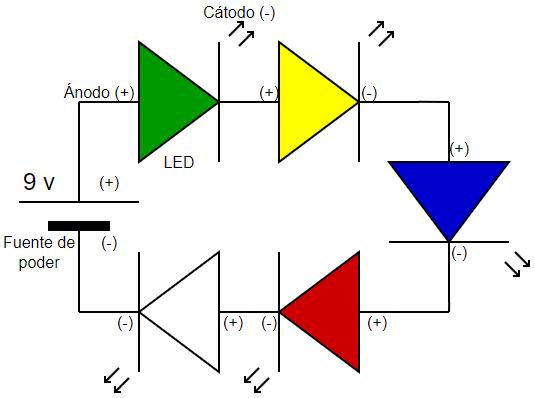 Cátodo (-)
Ánodo (+)
(+)
(-)
LED
(+)
9 v
(+)
Fuente de
poder
(-)
(-)
(-)
(+)
(-)
(+)